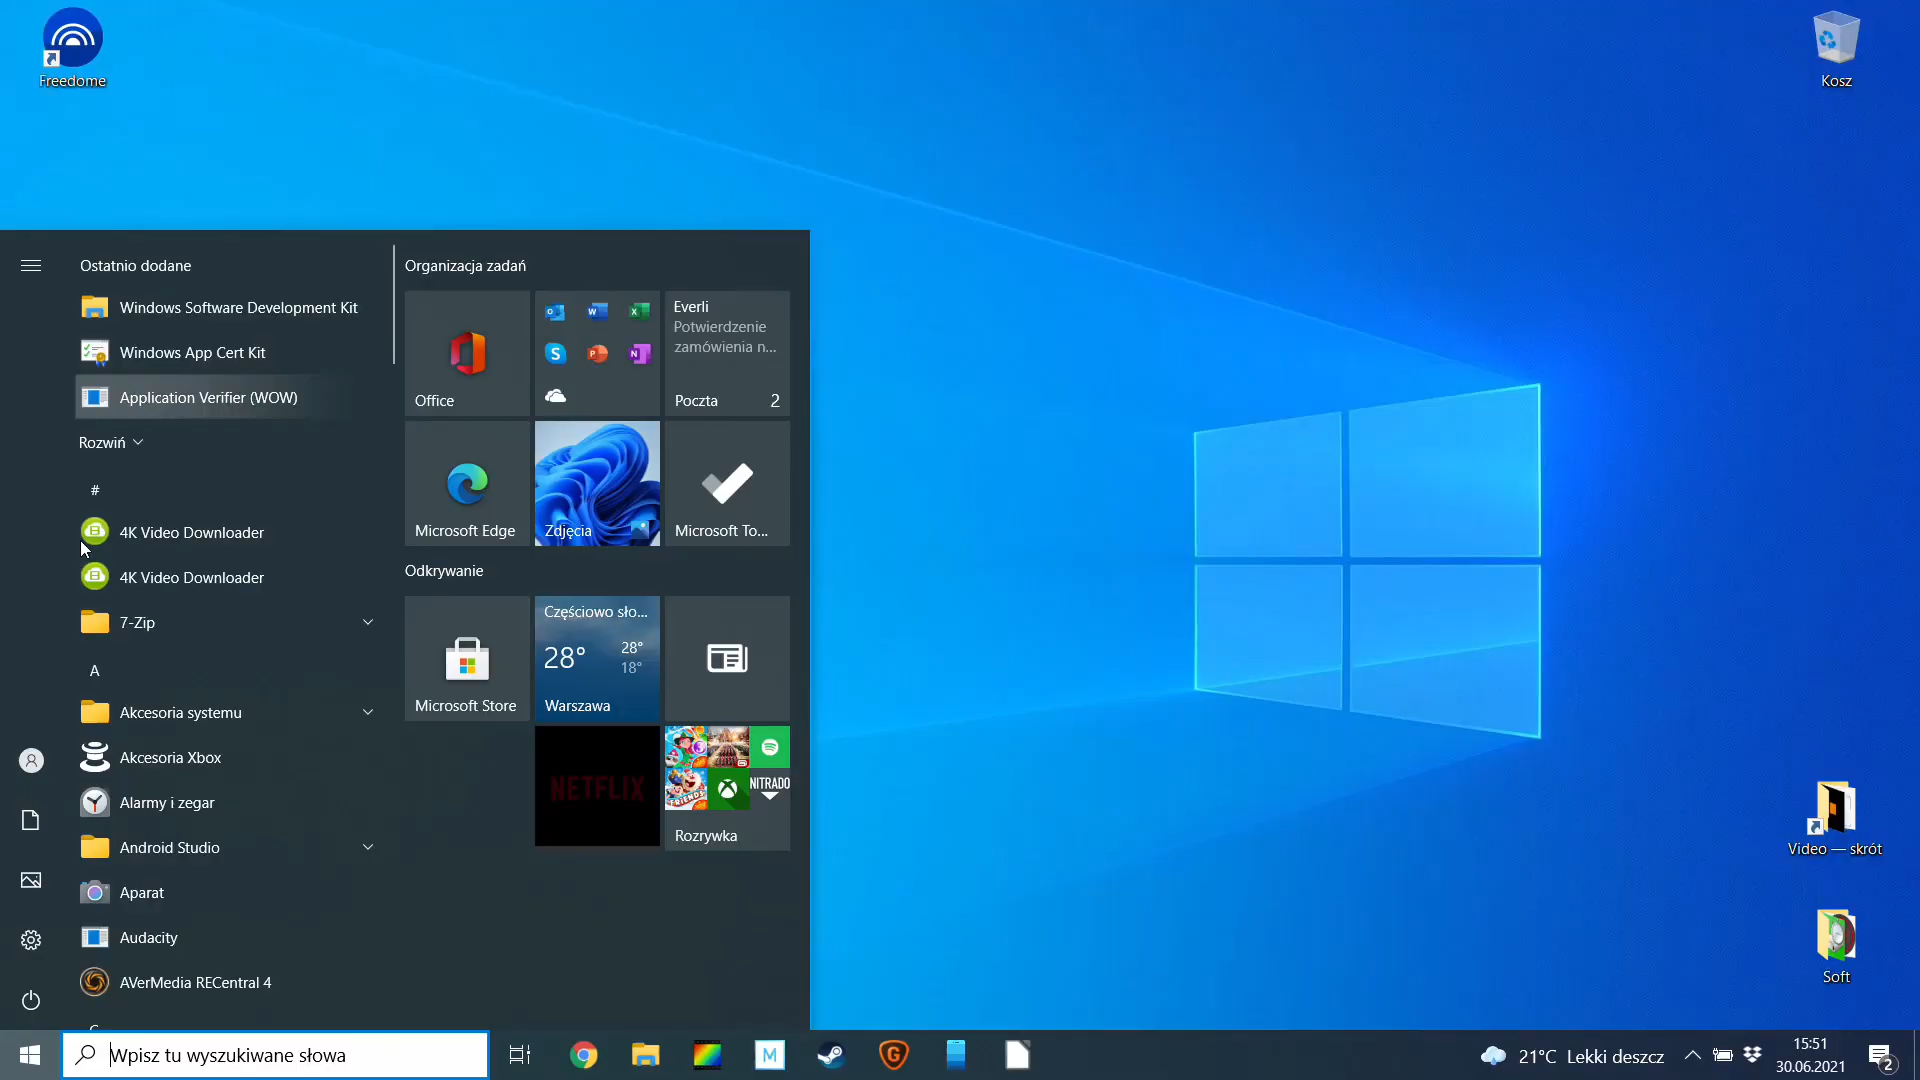 Freedome
Kosz
Ostatnio dodane
Windows Software Development Kit
Windows App Cert Kit
Application Verifier (WOW)
Rozwiń
#
4K Video Downloader
4K Video Downloader
7-Zip
A
Akcesoria systemu
Akcesoria Xbox
Alarmy i zegar
Android Studio
Aparat
Audacity
AVerMedia RECentral 4
Organizacja zadań
Office
Everli
Potwierdzenie
zamówienia n...
Poczta 2
Microsoft Edge
Zdjęcia
Microsoft To...
Odkrywanie
Microsoft Store
Częściowo sło...
28° 28°
18°
Warszawa
NETFLIX
FRIENDS
NITRADO
Rozrywka
Video — skrót
Soft
Wpisz tu wyszukiwane słowa
M
G
21°C Lekki deszcz
15:51
30.06.2021
2